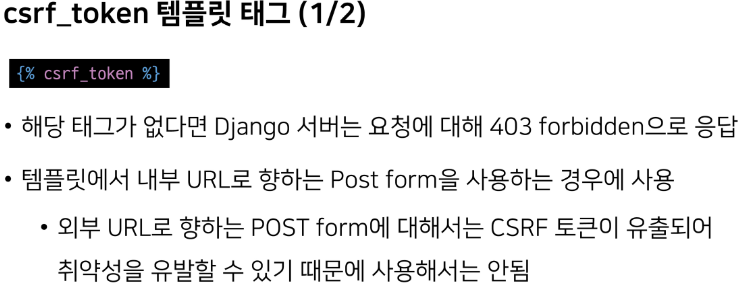 csrf_token 템플릿 태그 (1/2)
{% csrf_token %}
• 해당 태그가 없다면 Django 서버는 요청에 대해 403 forbidden으로 응답
• 템플릿에서 내부 URL로 향하는 Post form을 사용하는 경우에 사용
• 외부 URL로 향하는 POST form에 대해서는 CSRF 토큰이 유출되어
취약성을 유발할 수 있기 때문에 사용해서는 안됨